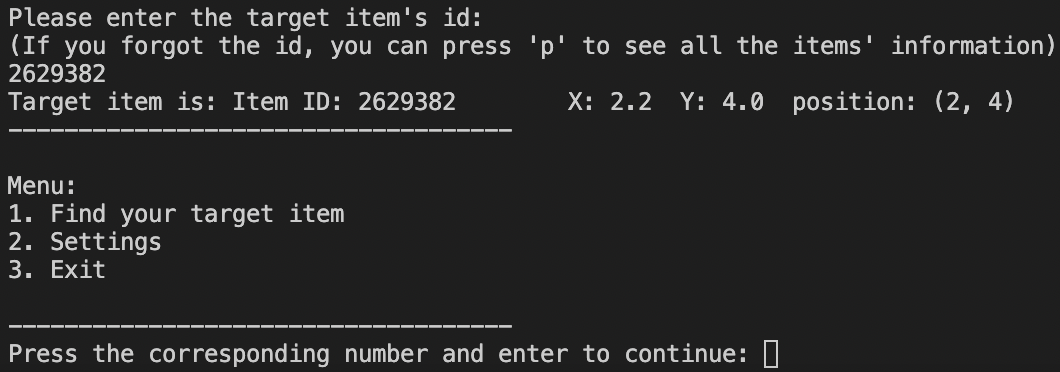 Please enter the target item's id:
(If you forgot the id, you can press 'p' to see all the items' information)
2629382
Target item is: Item ID: 2629382        X: 2.2  Y: 4.0  position: (2, 4)
------------------------------------
Menu:
1. Find your target item
2. Settings
3. Exit
------------------------------------
Press the corresponding number and enter to continue: